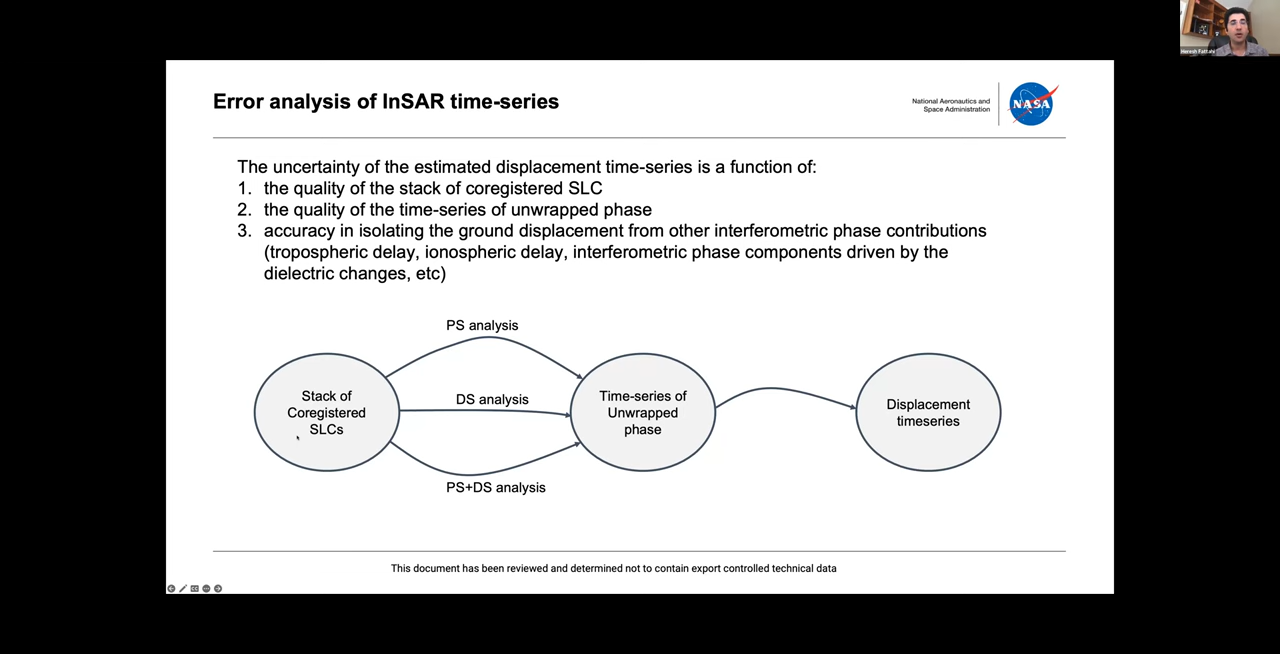 Heresh Fattahi
Error analysis of InSAR time-series
National Aeronautics and
Space Administration
NASA
The uncertainty of the estimated displacement time-series is a function of:
1. the quality of the stack of coregistered SLC
2. the quality of the time-series of unwrapped phase
3. accuracy in isolating the ground displacement from other interferometric phase contributions
(tropospheric delay, ionospheric delay, interferometric phase components driven by the
dielectric changes, etc)
PS analysis
DS analysis
PS+DS analysis
Stack of
Coregistered
SLCs
Time-series of
Unwrapped
phase
Displacement
timeseries
This document has been reviewed and determined not to contain export controlled technical data